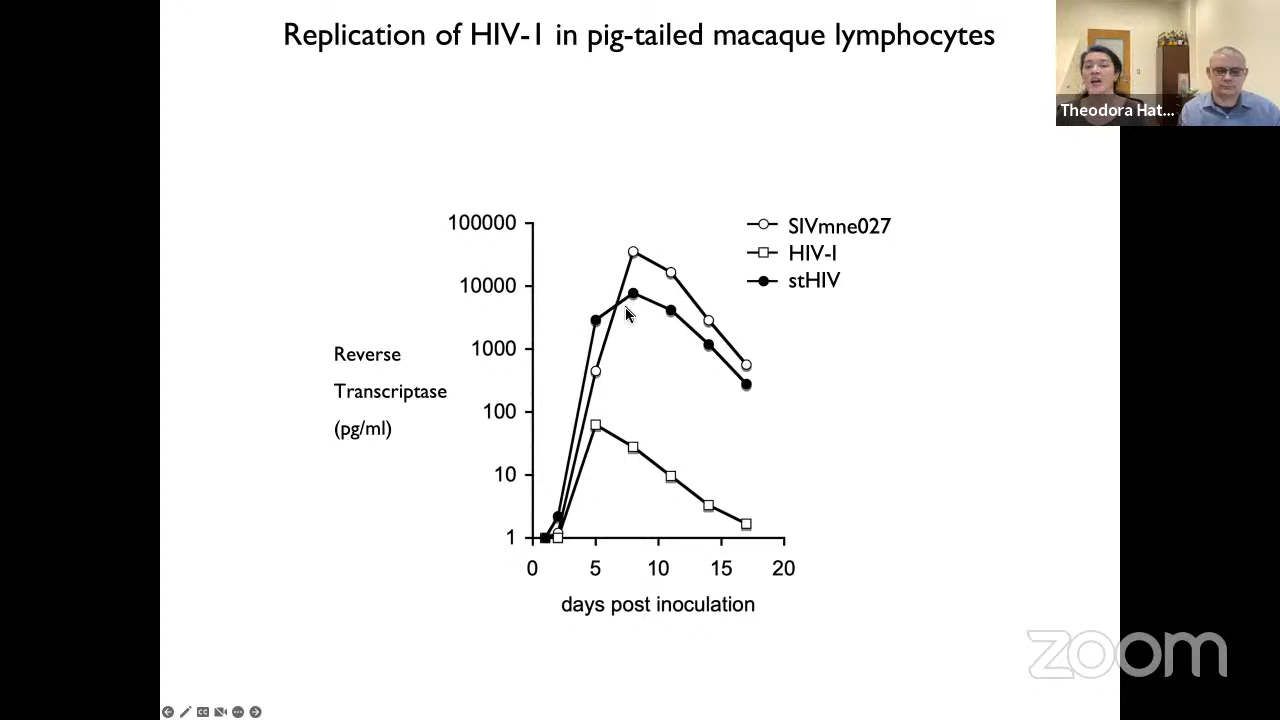 Replication of HIV-1 in pig-tailed macaque lymphocytes
Theodora Hat...
100000
10000
1000
100
10
1
Reverse
Transcriptase
(pg/ml)
SIVmne027
HIV-I
stHIV
0 5 10 15 20
days post inoculation
zoom
CC